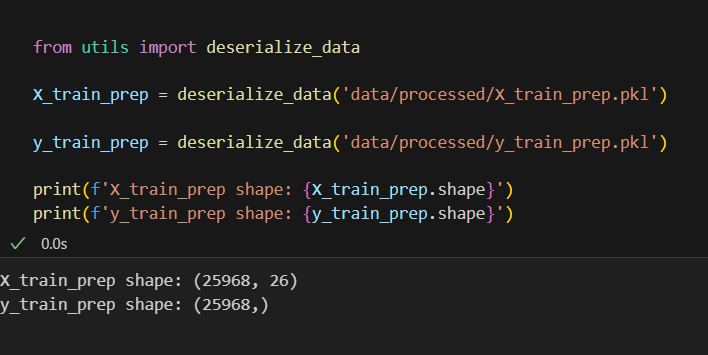 from utils import deserialize_data
X_train_prep = deserialize_data('data/processed/X_train_prep.pkl')
y_train_prep = deserialize_data('data/processed/y_train_prep.pkl')
print(f'X_train_prep shape: {X_train_prep.shape}')
print(f'y_train_prep shape: {y_train_prep.shape}')
0.0s
X_train_prep shape: (25968, 26)
y_train_prep shape: (25968,)